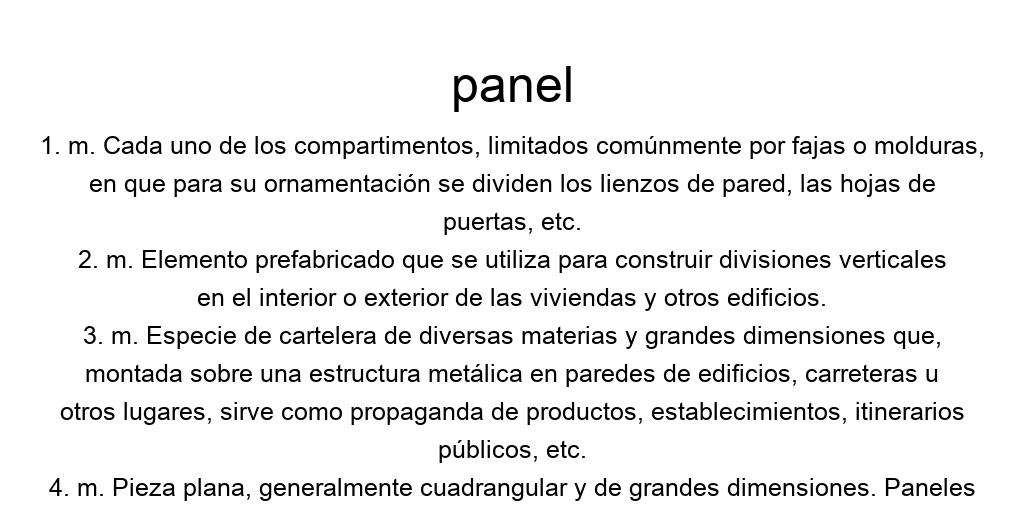 panel
1. m. Cada uno de los compartimentos, limitados comúnmente por fajas o molduras,
en que para su ornamentación se dividen los lienzos de pared, las hojas de
puertas, etc.
2. m. Elemento prefabricado que se utiliza para construir divisiones verticales
en el interior o exterior de las viviendas y otros edificios.
3. m. Especie de cartelera de diversas materias y grandes dimensiones que,
montada sobre una estructura metálica en paredes de edificios, carreteras u
otros lugares, sirve como propaganda de productos, establecimientos, itinerarios
públicos, etc.
4. m. Pieza plana, generalmente cuadrangular y de grandes dimensiones. Paneles